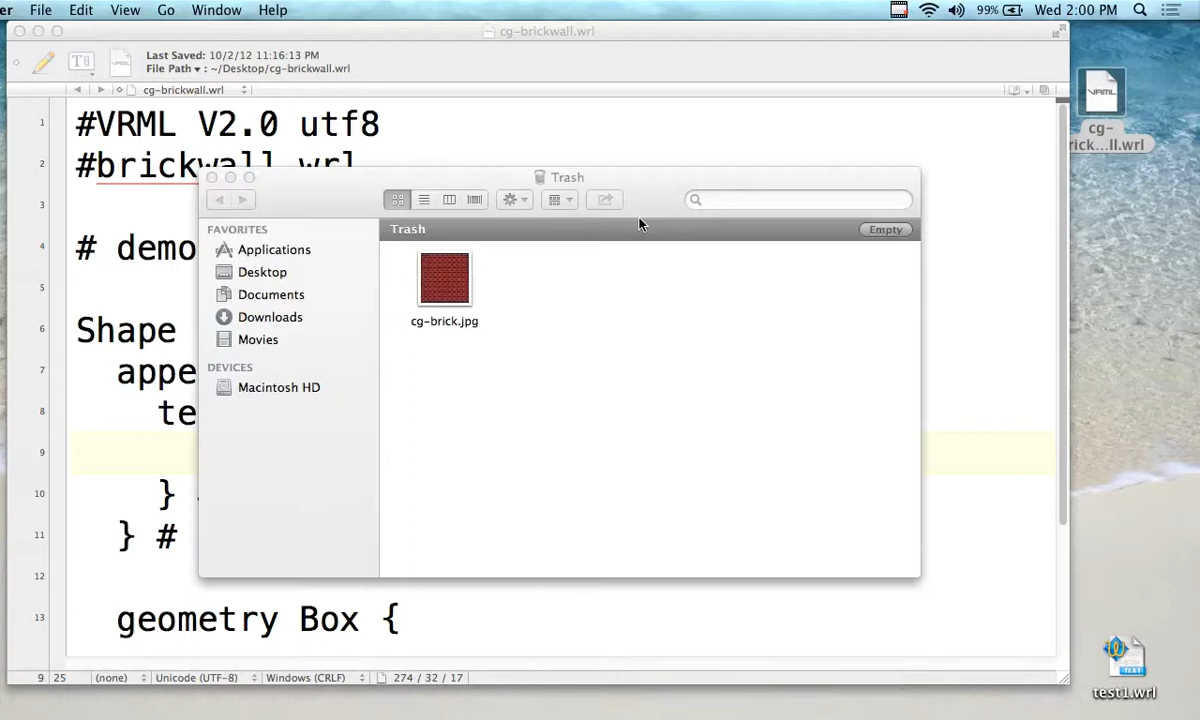 er File Edit View Go Window Help 99% Wed 2:00 PM
cg-brickwall.wrl
T8
VRML
Last Saved: 10/2/12 11:16:13 PM
File Path ▾ : ~/Desktop/cg-brickwall.wrl
cg-brickwall.wrl
1 #VRML V2.0 utf8
2 #brickwall.wrl
3
4 # demo
5
6 Shape
7 appe
8 te
9
10 }
11 } #
12
13 geometry Box {
Trash
FAVORITES
Applications
Desktop
Documents
Downloads
Movies
DEVICES
Macintosh HD
Trash
Empty
cg-brick.jpg
9 25 (none) Unicode (UTF-8) Windows (CRLF) 274 / 32 / 17
VRML
cg-
rick...ll.wrl
TEXT
test1.wrl